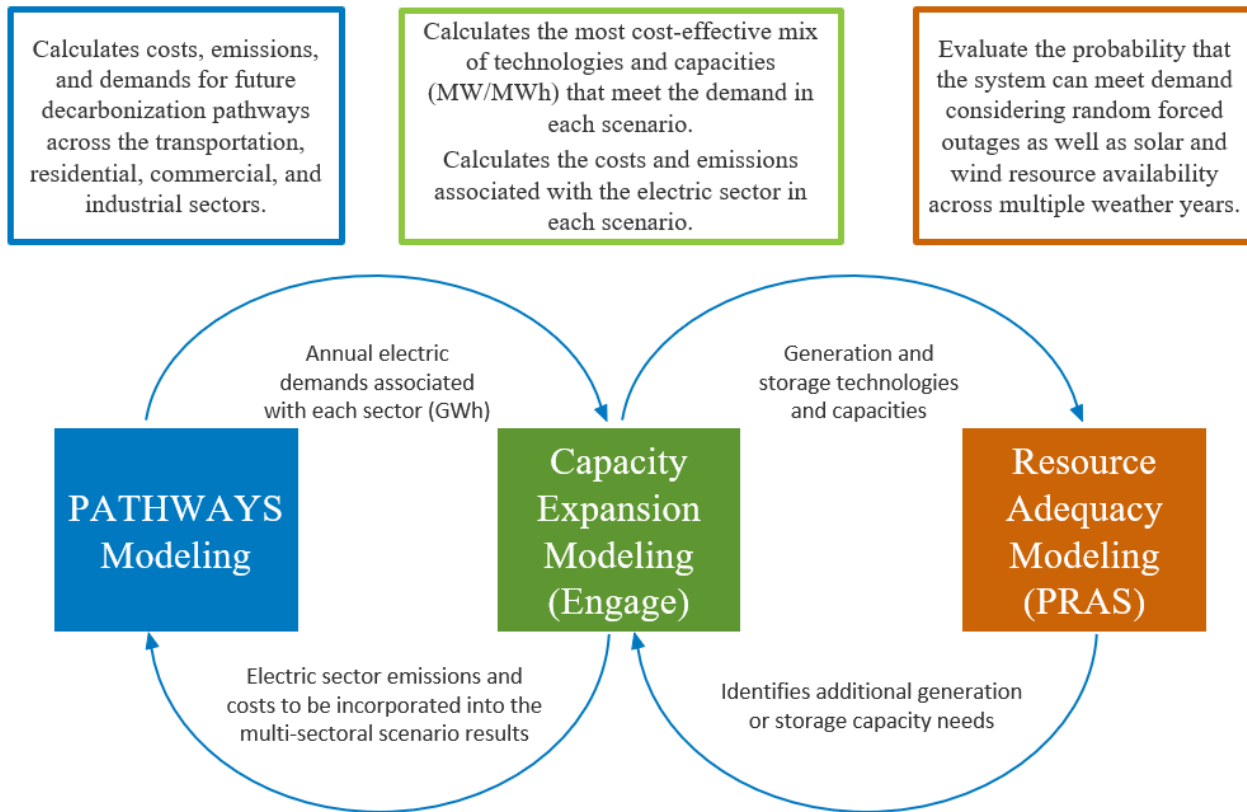 Calculates costs, emissions,
and demands for future
decarbonization pathways
across the transportation,
residential, commercial, and
industrial sectors.
Calculates the most cost-effective mix
of technologies and capacities
(MW/MWh) that meet the demand in
each scenario.
Calculates the costs and emissions
associated with the electric sector in
each scenario.
Evaluate the probability that
the system can meet demand
considering random forced
outages as well as solar and
wind resource availability
across multiple weather years.
Annual electric
demands associated
with each sector (GWh)
Generation and
storage technologies
and capacities
PATHWAYS
Modeling
Capacity
Expansion
Modeling
(Engage)
Resource
Adequacy
Modeling
(PRAS)
Electric sector emissions and
costs to be incorporated into the
multi-sectoral scenario results
Identifies additional generation
or storage capacity needs